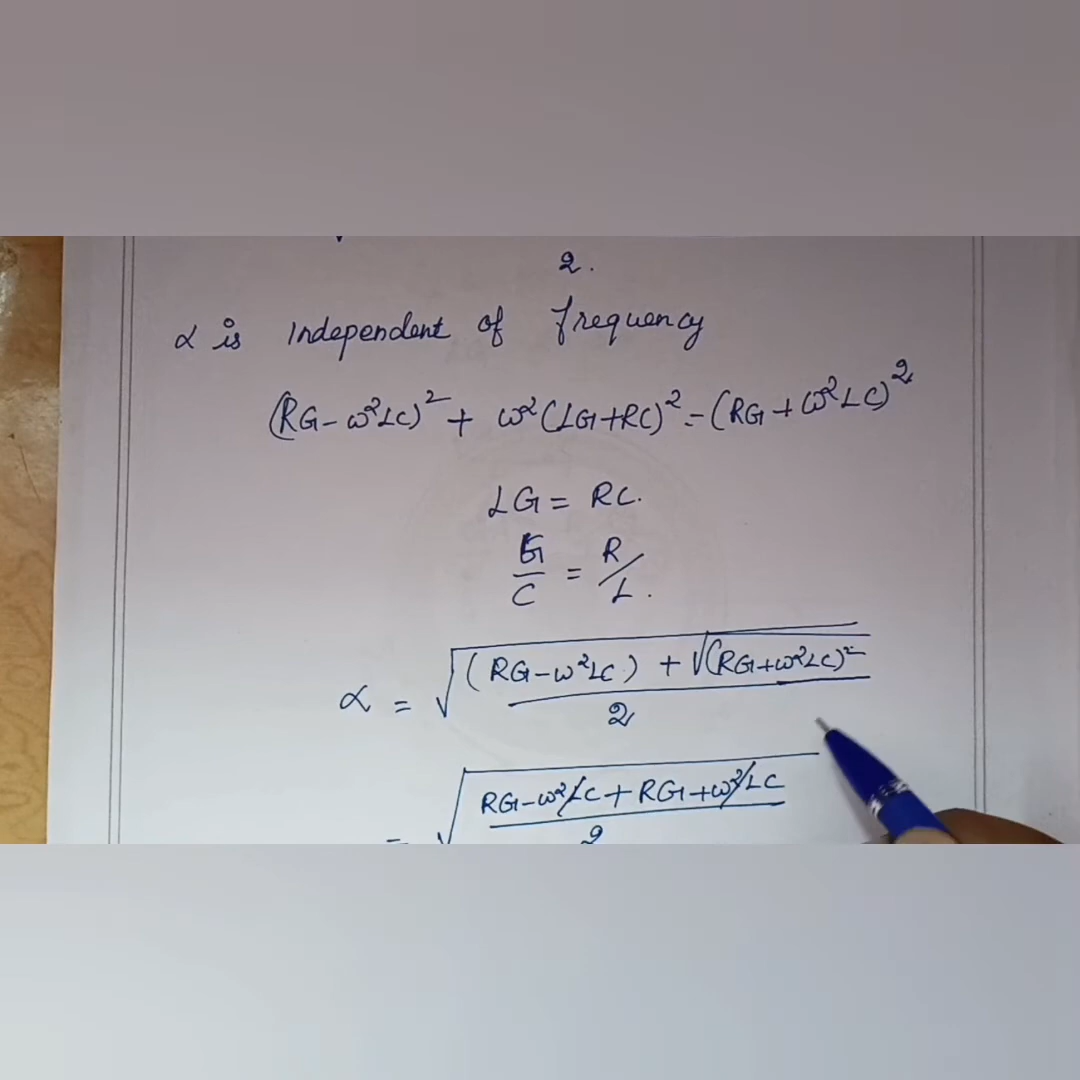 2.
α is Independent of frequency
(RG-ω²LC)² + ω²(LG+RC)² = (RG+ω²LC)²
LG = RC.
G/C = R/L.
α = √((RG-ω²LC) + √(RG+ω²LC)²/2)
= √(RG-ω²LC + RG+ω²LC/2)